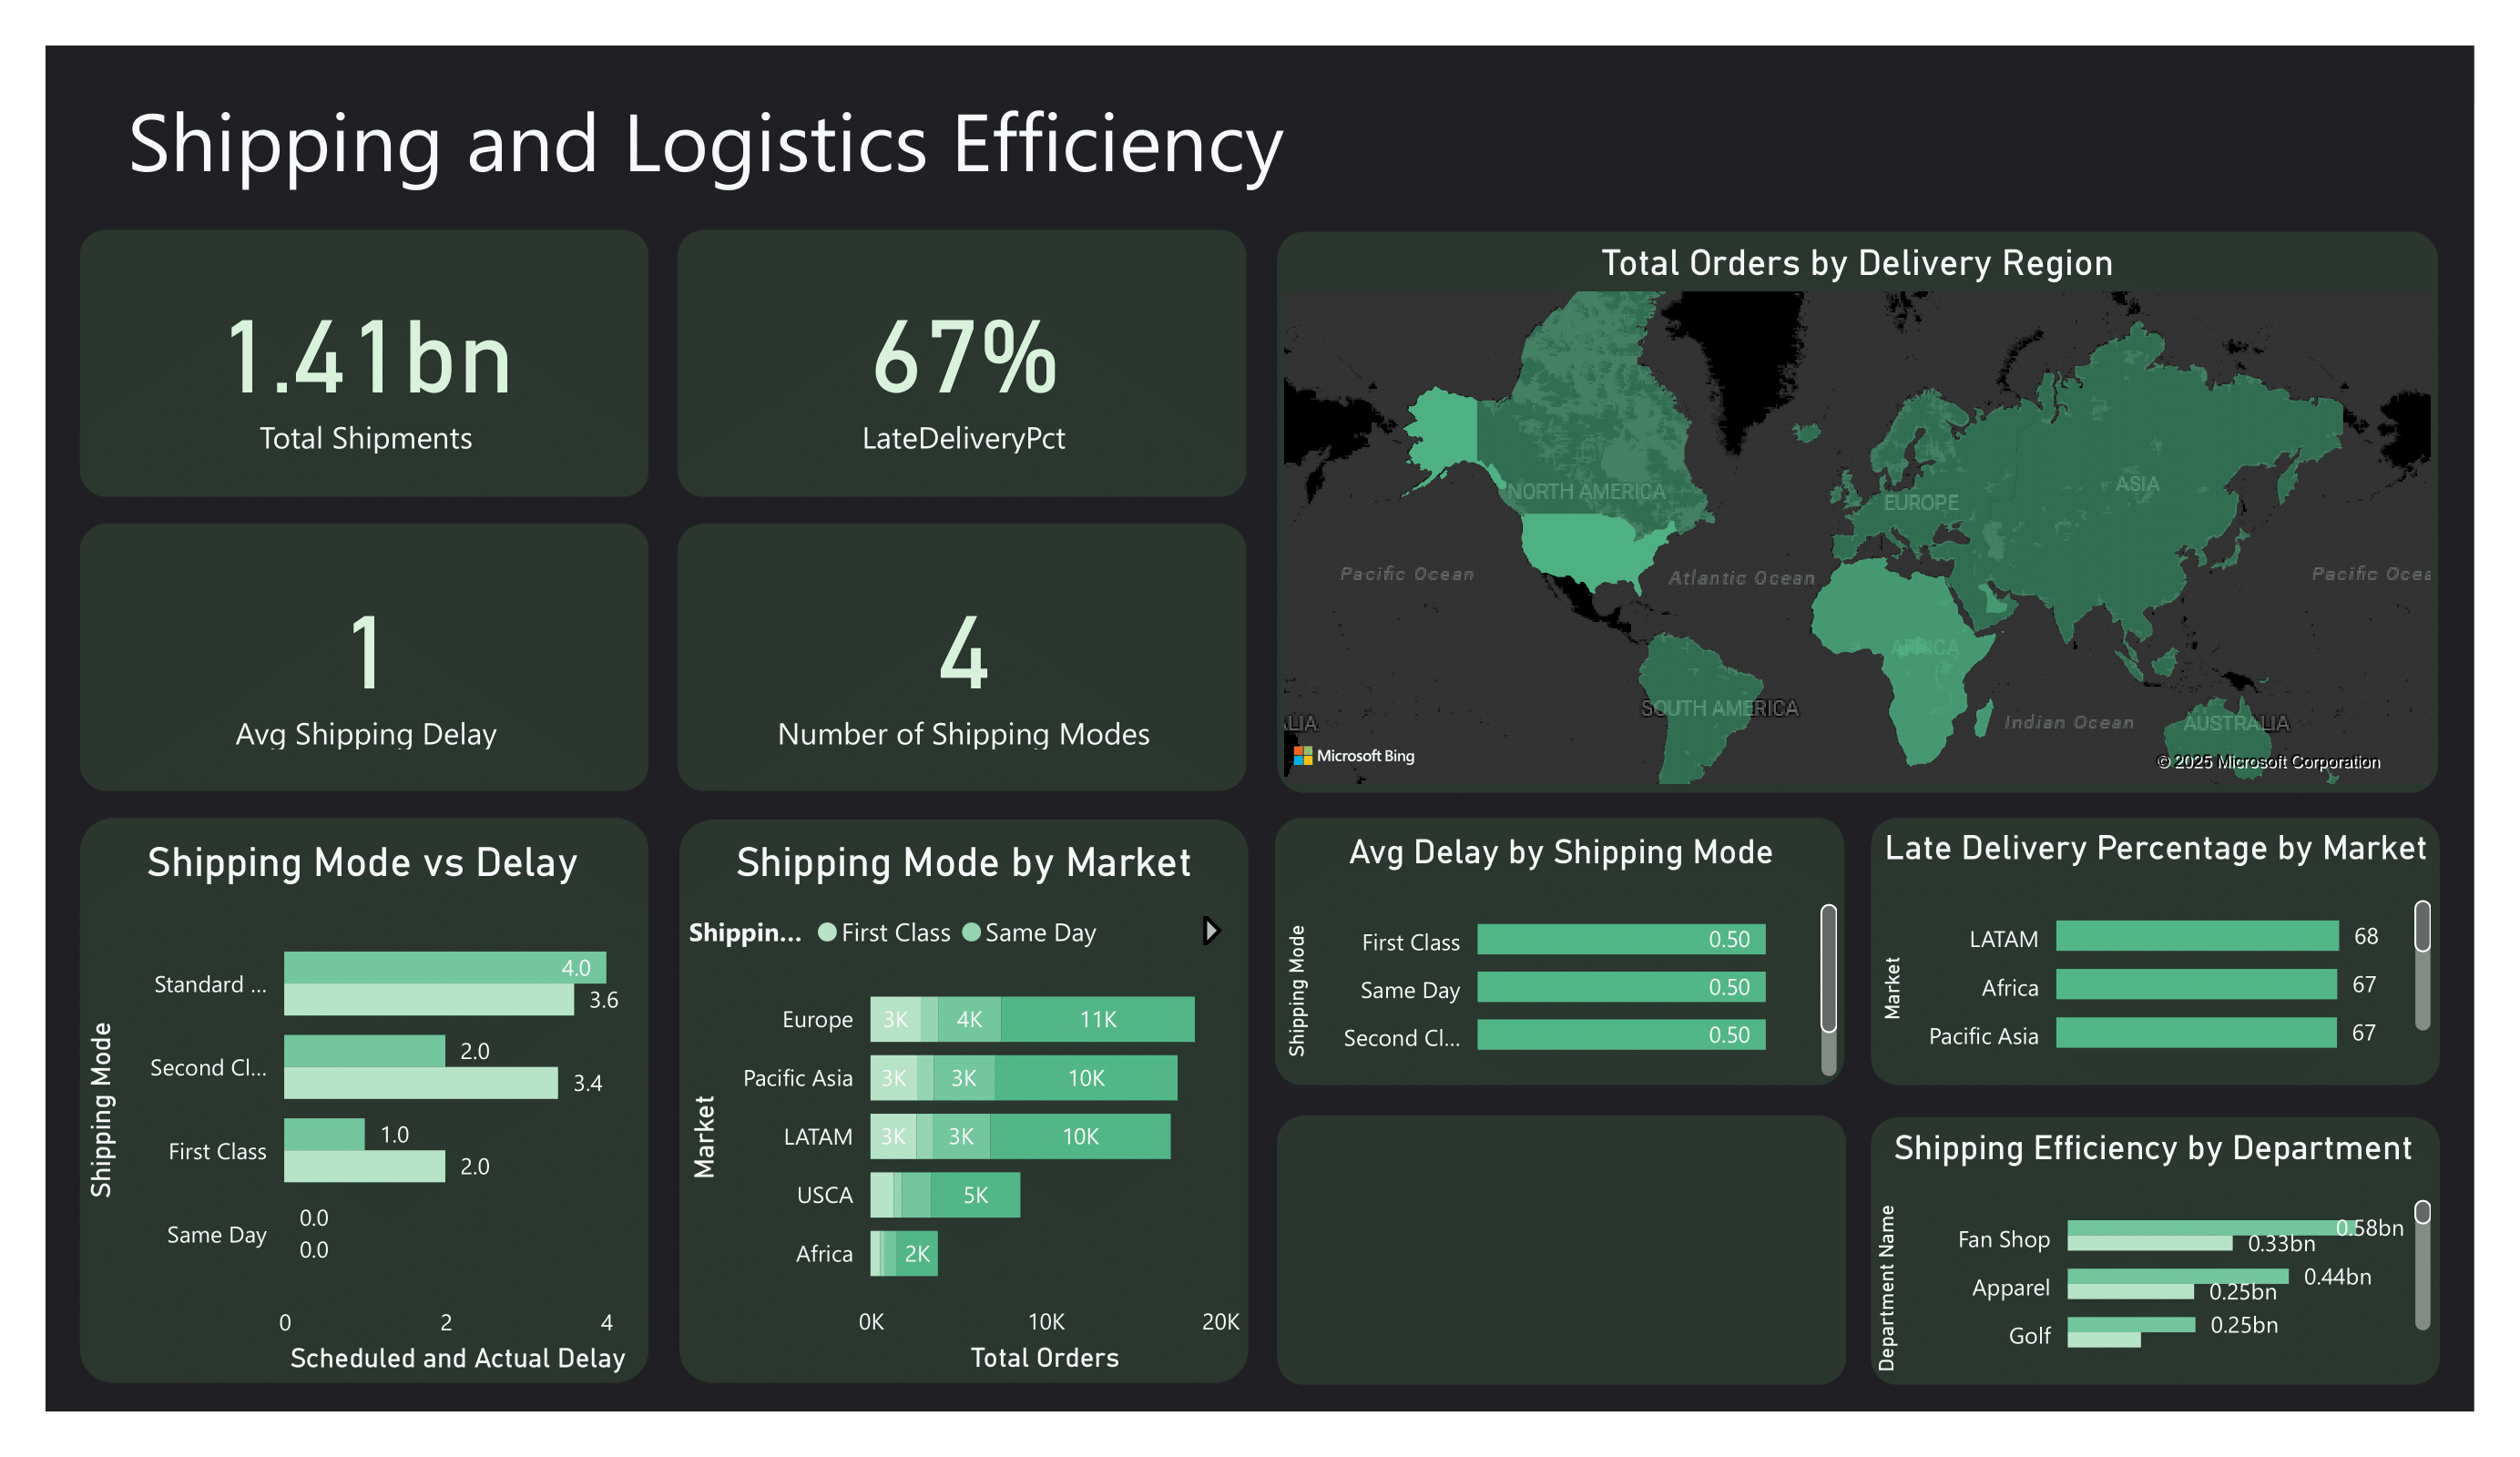 Shipping and Logistics Efficiency
1.41bn
Total Shipments
67%
LateDeliveryPct
1
Avg Shipping Delay
4
Number of Shipping Modes
Total Orders by Delivery Region
NORTH AMERICA
EUROPE
ASIA
Pacific Ocean
Atlantic Ocean
Pacific Ocea
AFRICA
SOUTH AMERICA
Indian Ocean
AUSTRALIA
ALIA
Microsoft Bing
© 2025 Microsoft Corporation
Shipping Mode vs Delay
Shipping Mode
Standard ...
4.0
3.6
Second Cl...
2.0
3.4
First Class
1.0
2.0
Same Day
0.0
0.0
0 2 4
Scheduled and Actual Delay
Shipping Mode by Market
Shippin... First Class Same Day
Market
Europe 3K 4K 11K
Pacific Asia 3K 3K 10K
LATAM 3K 3K 10K
USCA 5K
Africa 2K
0K 10K 20K
Total Orders
Avg Delay by Shipping Mode
Shipping Mode
First Class 0.50
Same Day 0.50
Second Cl... 0.50
Late Delivery Percentage by Market
Market
LATAM 68
Africa 67
Pacific Asia 67
Shipping Efficiency by Department
Department Name
Fan Shop
0.58bn
0.33bn
Apparel
0.44bn
0.25bn
Golf
0.25bn